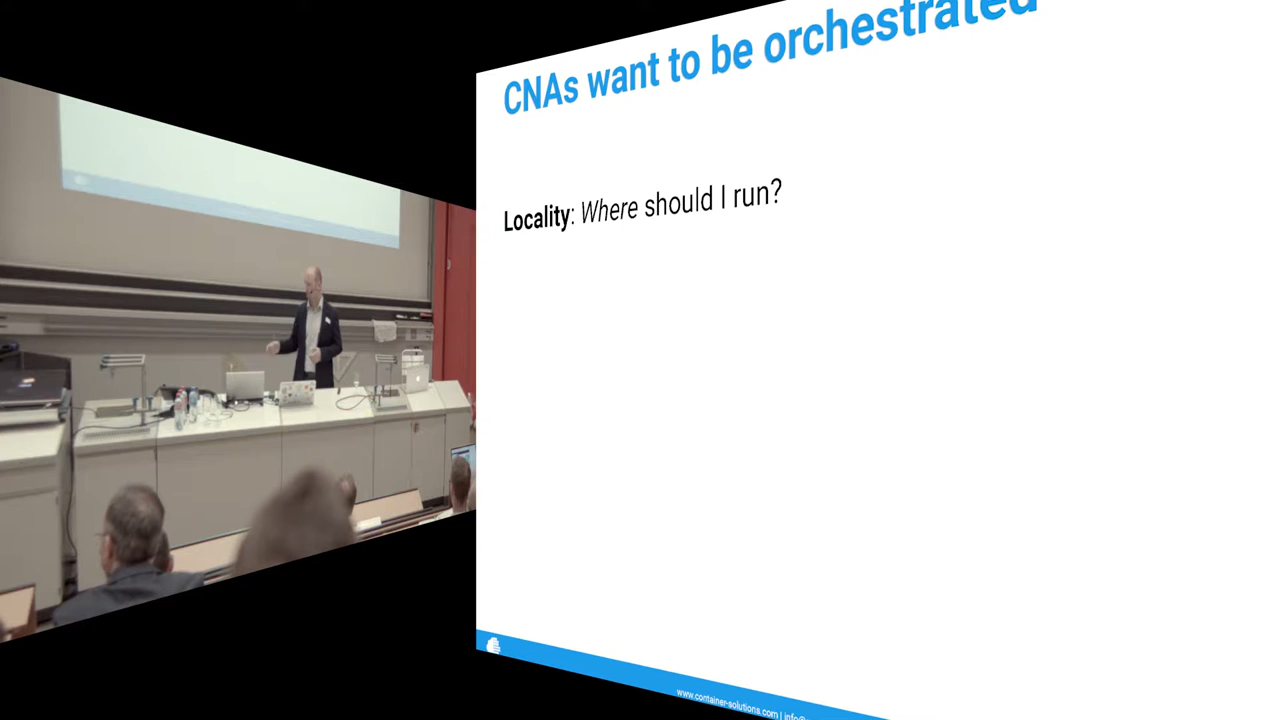 CNAs want to be orchestrated
Locality: Where should I run?
www.container-solutions.com | info@